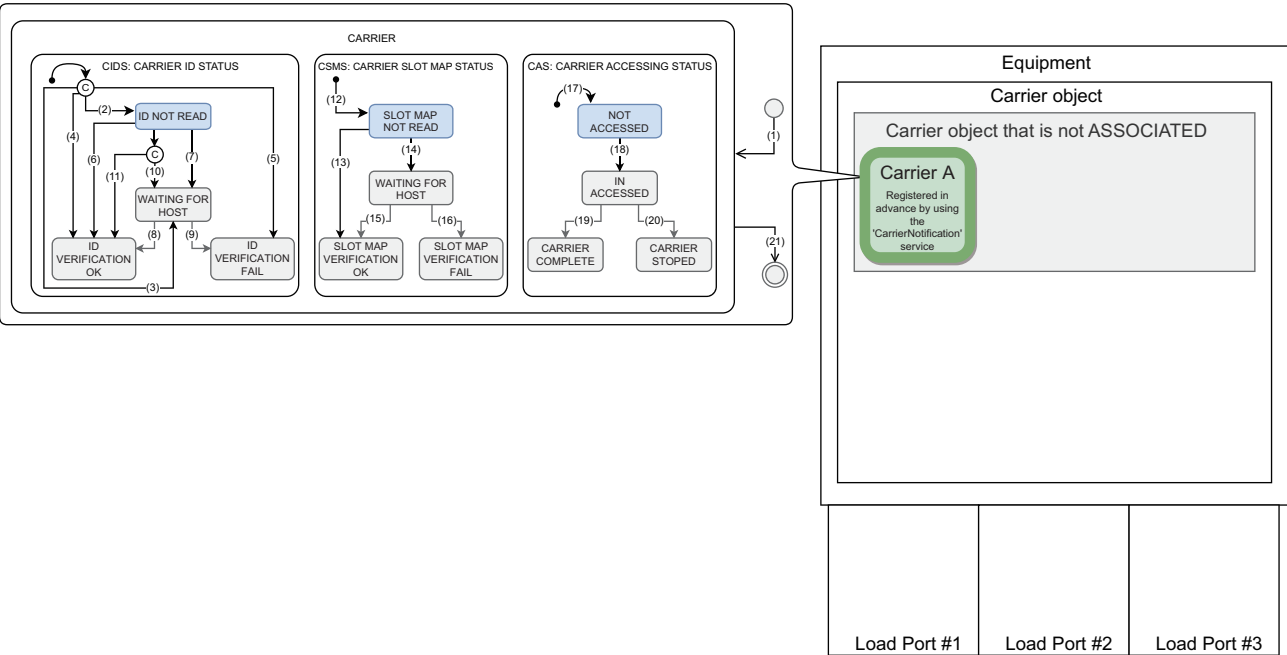 CARRIER
CIDS: CARRIER ID STATUS
(2)
ID NOT READ
(4)
(6)
(7)
(5)
(11)
(10)
WAITING FOR
HOST
(8)
(9)
ID
VERIFICATION
OK
ID
VERIFICATION
FAIL
(3)
C
C
CSMS: CARRIER SLOT MAP STATUS
(12)
SLOT MAP
NOT READ
(13)
(14)
WAITING FOR
HOST
(15)
(16)
SLOT MAP
VERIFICATION
OK
SLOT MAP
VERIFICATION
FAIL
CAS: CARRIER ACCESSING STATUS
(17)
NOT
ACCESSED
(18)
IN
ACCESSED
(19)
(20)
CARRIER
COMPLETE
CARRIER
STOPED
(1)
(21)
Equipment
Carrier object
Carrier object that is not ASSOCIATED
Carrier A
Registered in
advance by using
the
'CarrierNotification'
service
Load Port #1
Load Port #2
Load Port #3